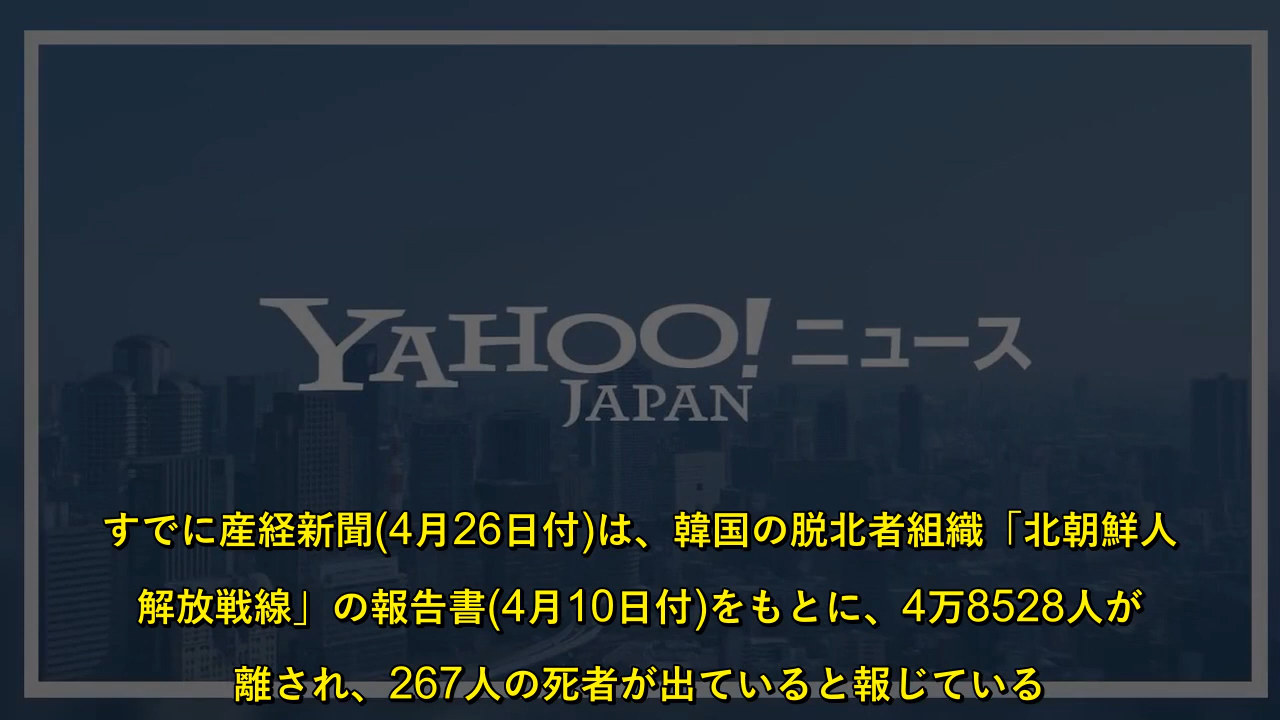 YAHOO! ニュース
JAPAN
すでに産経新聞(4月26日付)は、韓国の脱北者組織「北朝鮮人
解放戦線」の報告書(4月10日付)をもとに、4万8528人が
離され、267人の死者が出ていると報じている